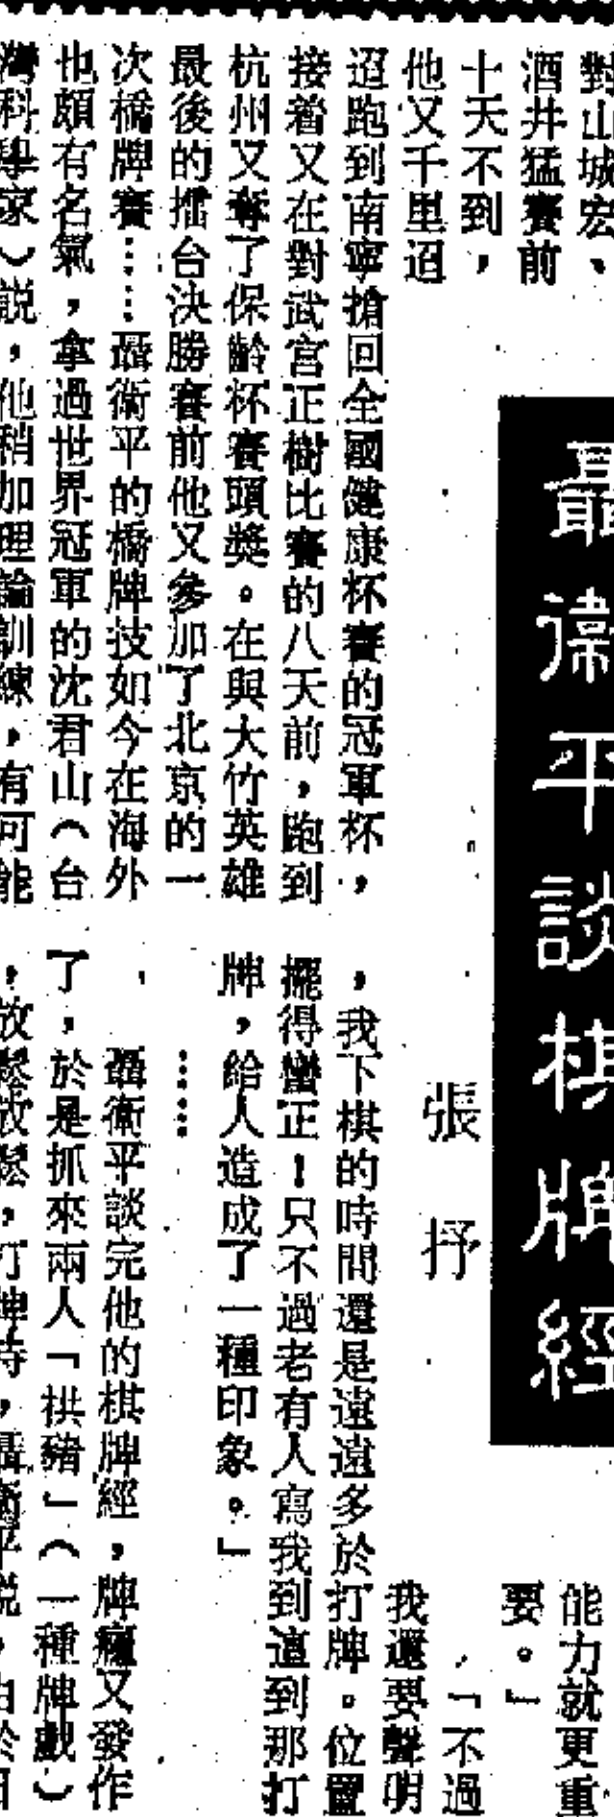 聶衛平談棋牌經
張抒
對山城宏、
酒井猛賽前
十天不到，
他又千里迢
迢跑到南寧搶回全國健康杯賽的冠軍杯，
接着又在對武宮正樹比賽的八天前，跑到
杭州又奪了保齡杯賽頭獎。在與大竹英雄
最後的擂台決勝賽前他又參加了北京的一
次橋牌賽……聶衛平的橋牌技如今在海外
也頗有名氣，拿過世界冠軍的沈君山（台
灣科學家）説，他稍加理論訓練，有可能
能力就更重
要。」
「不過
我還要聲明
，我下棋的時間還是遠遠多於打牌。位置
擺得蠻正！只不過老有人寫我到這到那打
牌，給人造成了一種印象。」
……
聶衛平談完他的棋牌經，牌癮又發作
了，於是抓來兩人「拱豬」（一種牌戲）
，放鬆放鬆，打牌時，聶衛平説，由於日